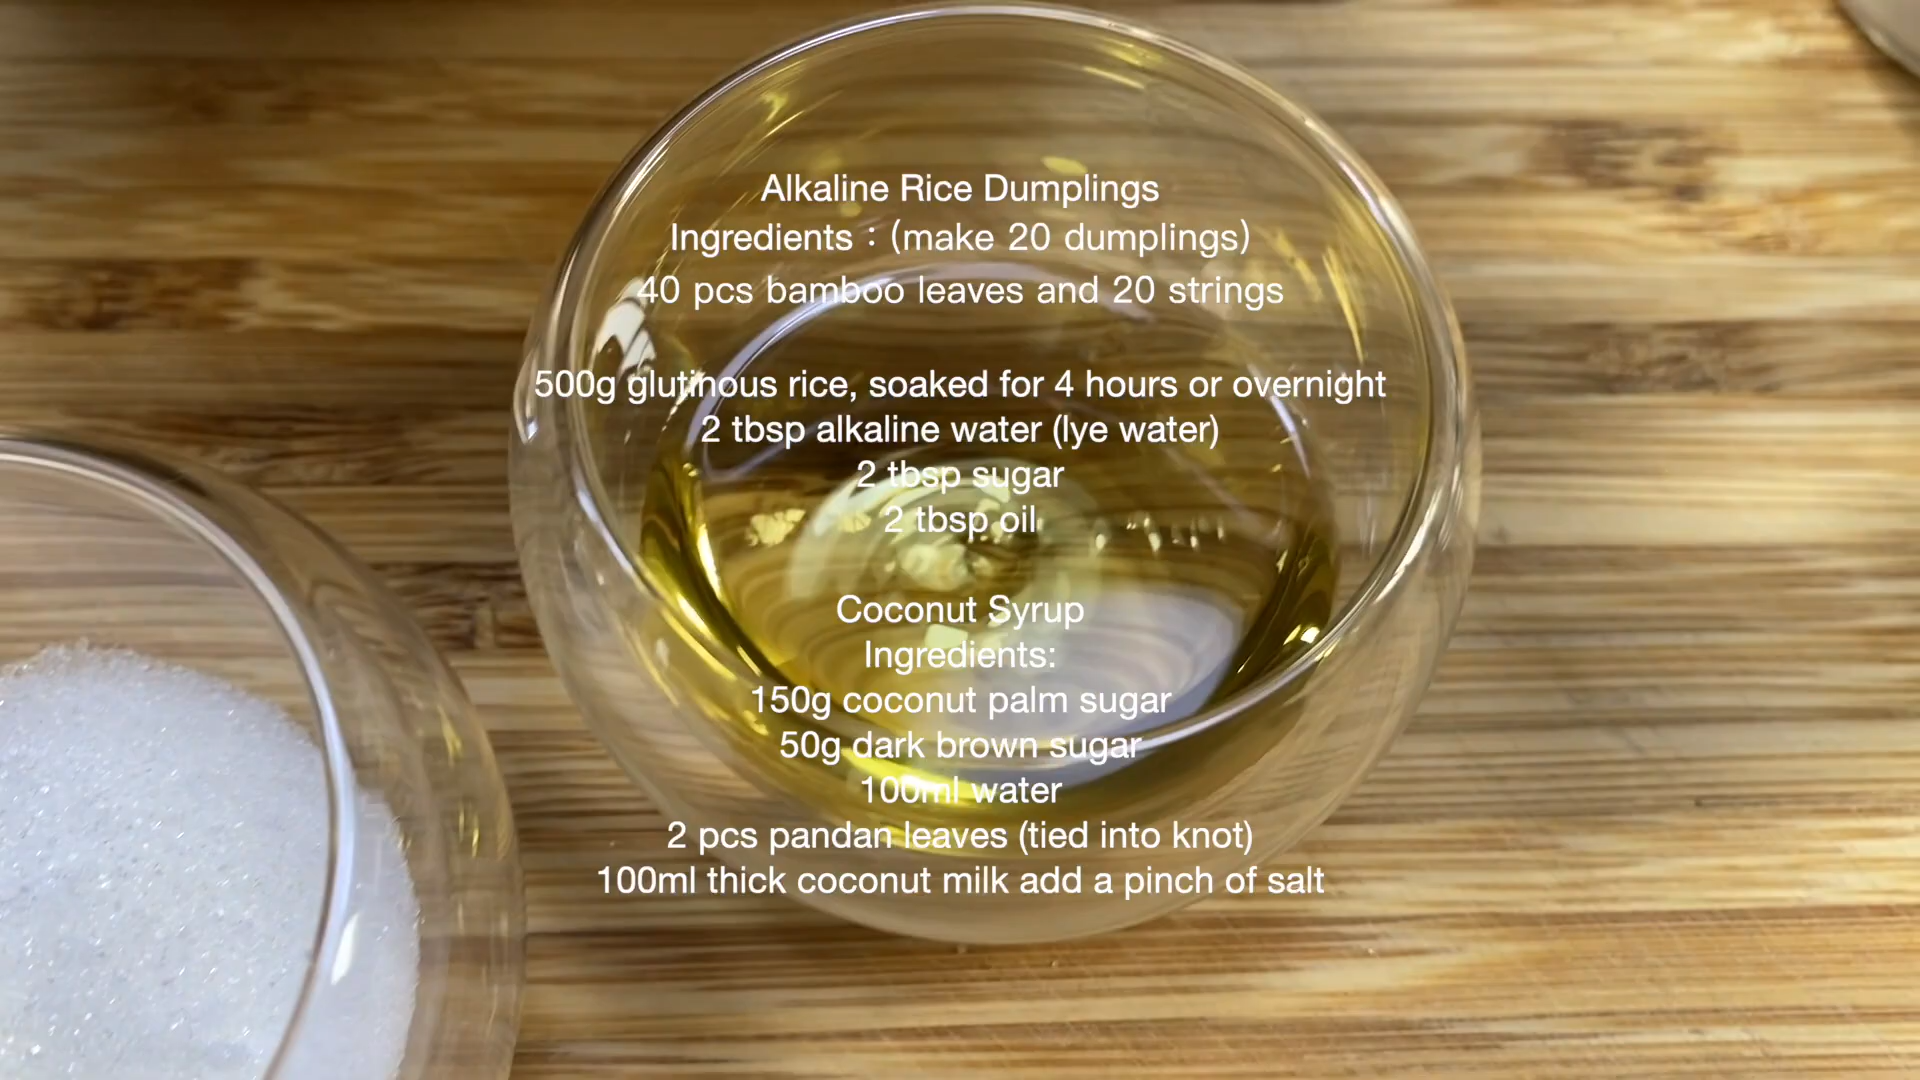 Alkaline Rice Dumplings
Ingredients：(make 20 dumplings)
40 pcs bamboo leaves and 20 strings
500g glutinous rice, soaked for 4 hours or overnight
2 tbsp alkaline water (lye water)
2 tbsp sugar
2 tbsp oil
Coconut Syrup
Ingredients:
150g coconut palm sugar
50g dark brown sugar
100ml water
2 pcs pandan leaves (tied into knot)
100ml thick coconut milk add a pinch of salt